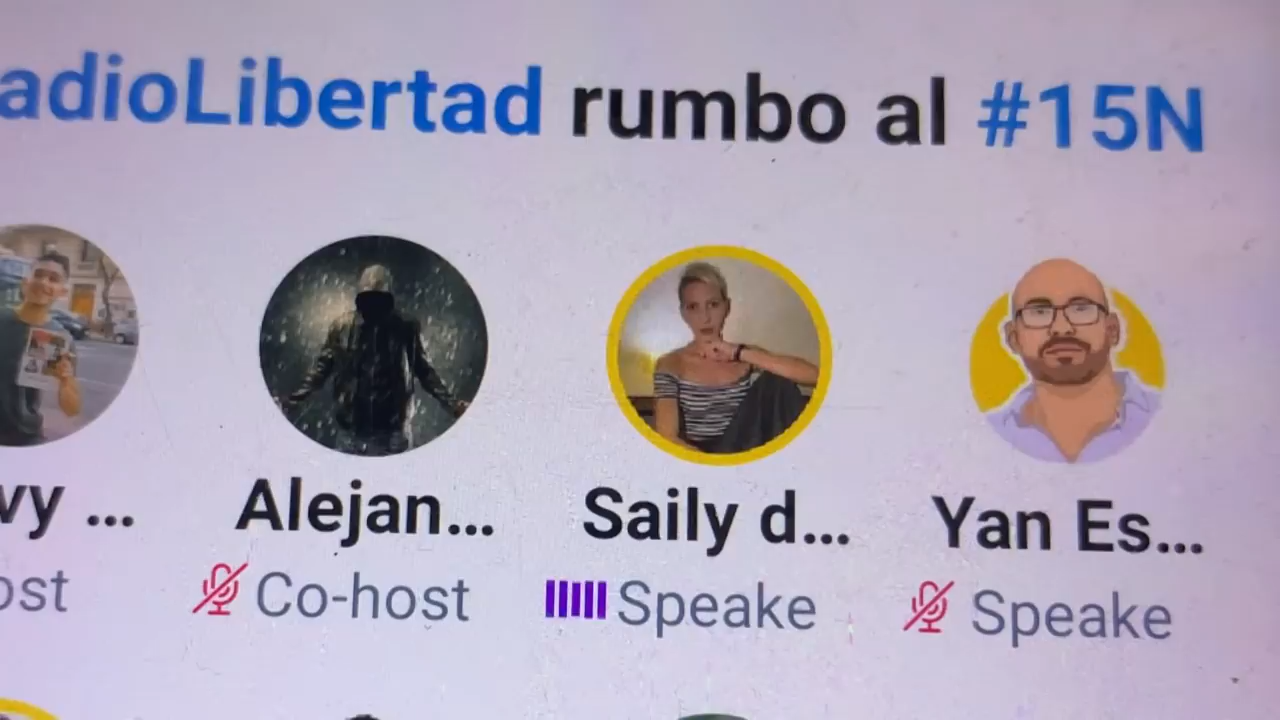 adioLibertad rumbo al #15N
vy ... Alejan... Saily d... Yan Es...
ost Co-host Speake Speake